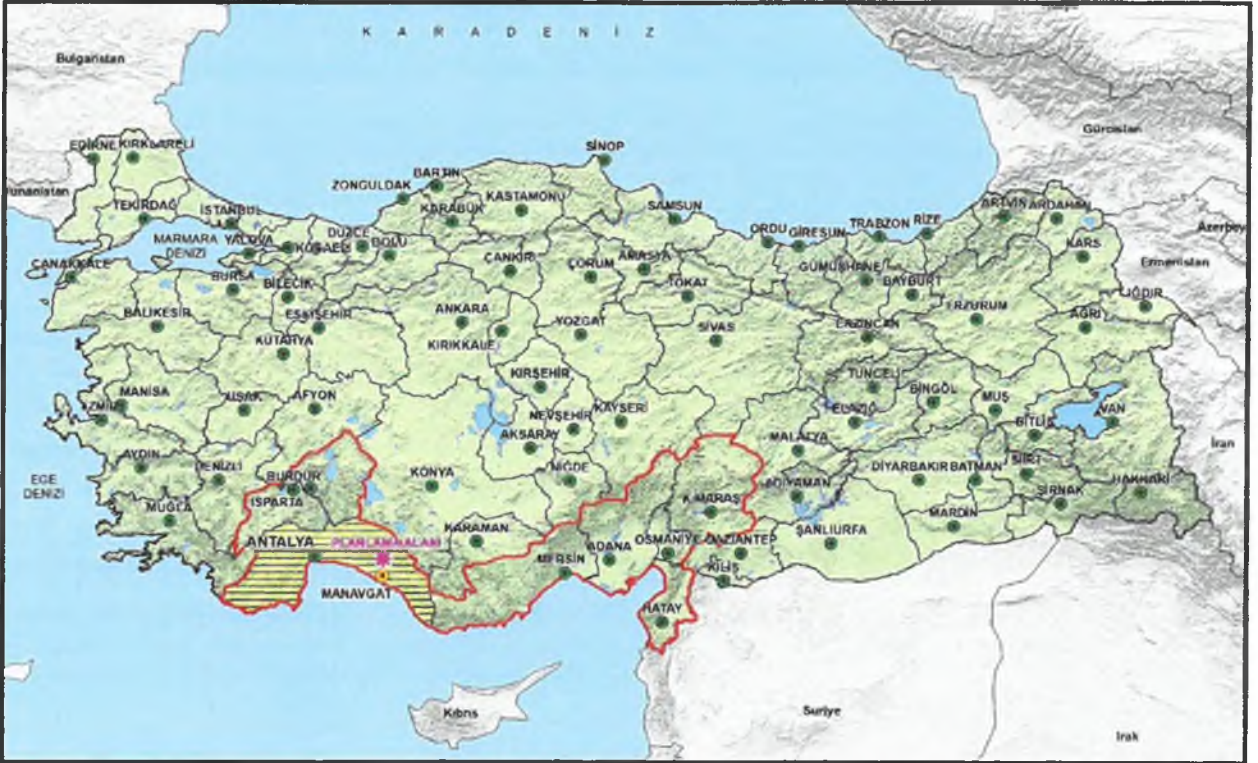 KARADENİZ
Bulgaristan
Gürcistan
EDİRNE KIRKLARELİ
SİNOP
BARTIN
ZONGULDAK
KASTAMONU
Yunanistan
TEKİRDAĞ
İSTANBUL
KARABÜK
SAMSUN
ARTVİN ARDAHAN
ORDU GİRESUN TRABZON RİZE
Azerbay
MARMARA
DENİZİ
YALOVA
KOCAELİ
DÜZCE
BOLU
KARS
Ermenistan
ÇANAKKALE
BURSA
BİLECİK
ÇANKIRI
ÇORUM
AMASYA
GÜMÜŞHANE
BAYBURT
TOKAT
IĞDIR
BALIKESİR
ESKİŞEHİR
ANKARA
KIRIKKALE
YOZGAT
SİVAS
ERZİNCAN
ERZURUM
AĞRI
KÜTAHYA
KIRŞEHİR
TUNCELİ
BİNGÖL
MUŞ
MANİSA
İZMİR
UŞAK
AFYON
NEVŞEHİR
KAYSERİ
AKSARAY
ELAZIĞ
BİTLİS
VAN
İran
MALATYA
AYDIN
DENİZLİ
BURDUR
ISPARTA
KONYA
NİĞDE
DİYARBAKIR BATMAN
SİİRT
EGE
DENİZİ
MUĞLA
K.MARAŞ
ADIYAMAN
ŞIRNAK
HAKKARİ
ANTALYA
PLANLAMA ALANI
KARAMAN
MERSİN
ADANA
OSMANİYE
GAZİANTEP
ŞANLIURFA
MARDİN
MANAVGAT
KİLİS
HATAY
Kıbrıs
Suriye
Irak